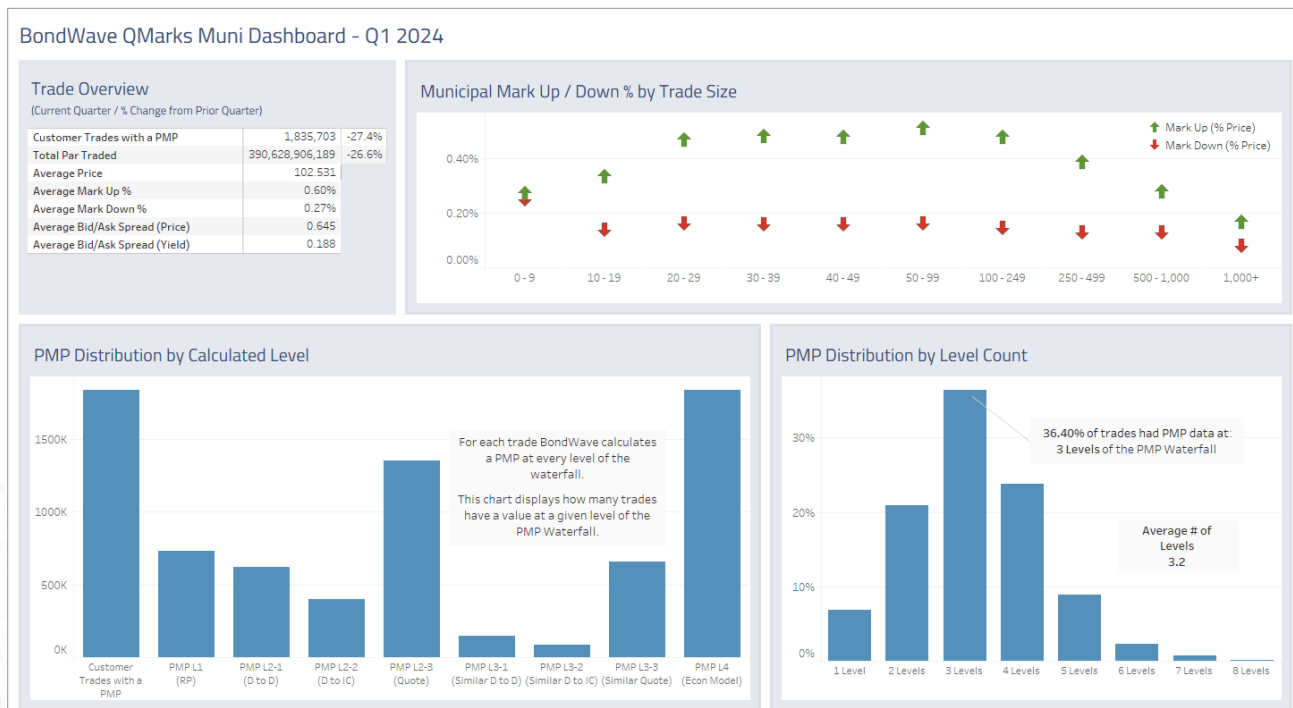 BondWave QMarks Muni Dashboard - Q1 2024
Trade Overview
(Current Quarter / % Change from Prior Quarter)
Customer Trades with a PMP 1,835,703 -27.4%
Total Par Traded 390,628,906,189 -26.6%
Average Price 102.531
Average Mark Up % 0.60%
Average Mark Down % 0.27%
Average Bid/Ask Spread (Price) 0.645
Average Bid/Ask Spread (Yield) 0.188
Municipal Mark Up / Down % by Trade Size
Mark Up (% Price)
Mark Down (% Price)
0.40%
0.20%
0.00%
0 - 9 10 - 19 20 - 29 30 - 39 40 - 49 50 - 99 100 - 249 250 - 499 500 - 1,000 1,000+
PMP Distribution by Calculated Level
1500K
1000K
500K
0K
For each trade BondWave calculates
a PMP at every level of the
waterfall.
This chart displays how many trades
have a value at a given level of the
PMP Waterfall.
Customer PMP L1 PMP L2-1 PMP L2-2 PMP L2-3 PMP L3-1 PMP L3-2 PMP L3-3 PMP L4
Trades with a (RP) (D to D) (D to IC) (Quote) (Similar D to D) (Similar D to IC) (Similar Quote) (Econ Model)
PMP
PMP Distribution by Level Count
30%
20%
10%
0%
36.40% of trades had PMP data at:
3 Levels of the PMP Waterfall
Average # of
Levels
3.2
1 Level 2 Levels 3 Levels 4 Levels 5 Levels 6 Levels 7 Levels 8 Levels